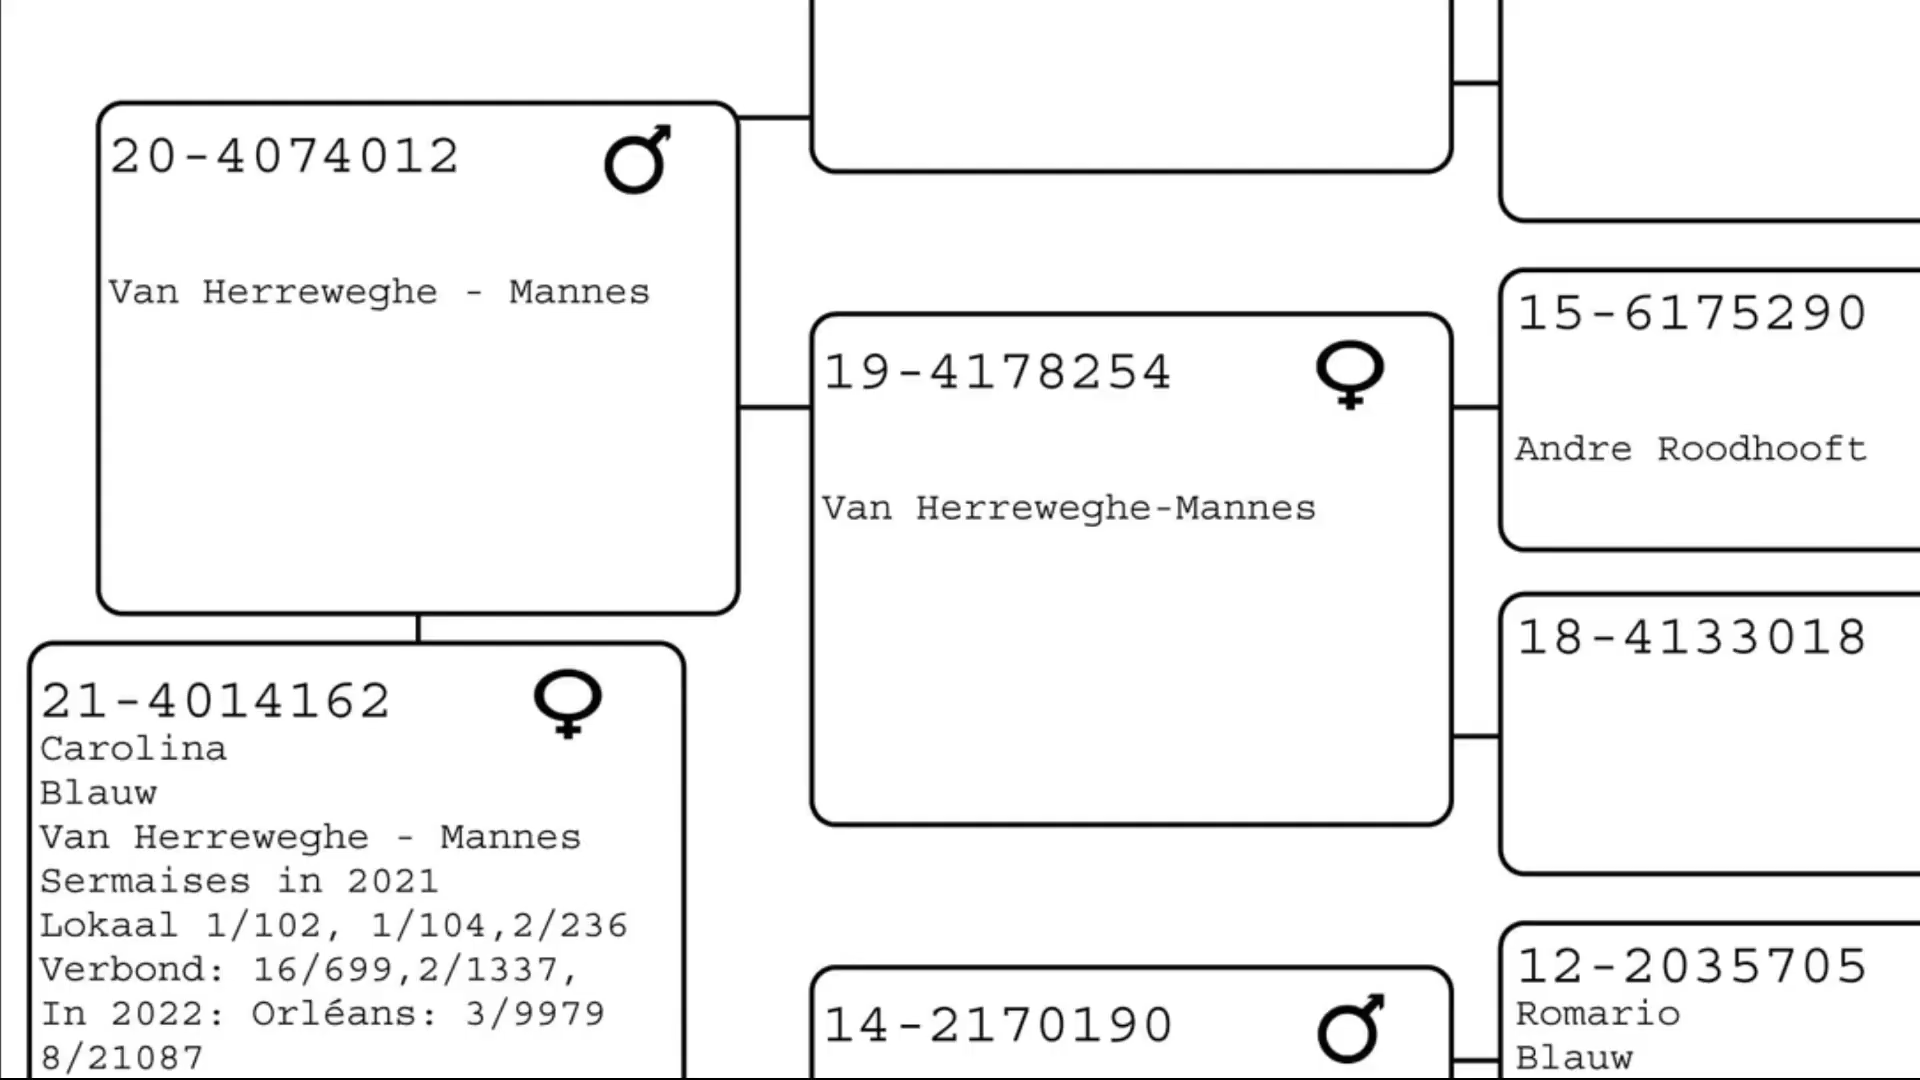 20-4074012
Van Herreweghe - Mannes
21-4014162
Carolina
Blauw
Van Herreweghe - Mannes
Sermaises in 2021
Lokaal 1/102, 1/104,2/236
Verbond: 16/699,2/1337,
In 2022: Orléans: 3/9979
8/21087
19-4178254
Van Herreweghe-Mannes
14-2170190
15-6175290
Andre Roodhooft
18-4133018
12-2035705
Romario
Blauw